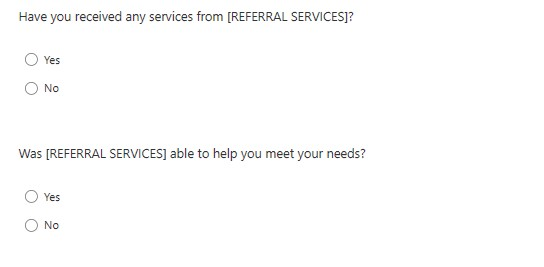 Have you received any services from [REFERRAL SERVICES]?
Yes
No
Was [REFERRAL SERVICES] able to help you meet your needs?
Yes
No